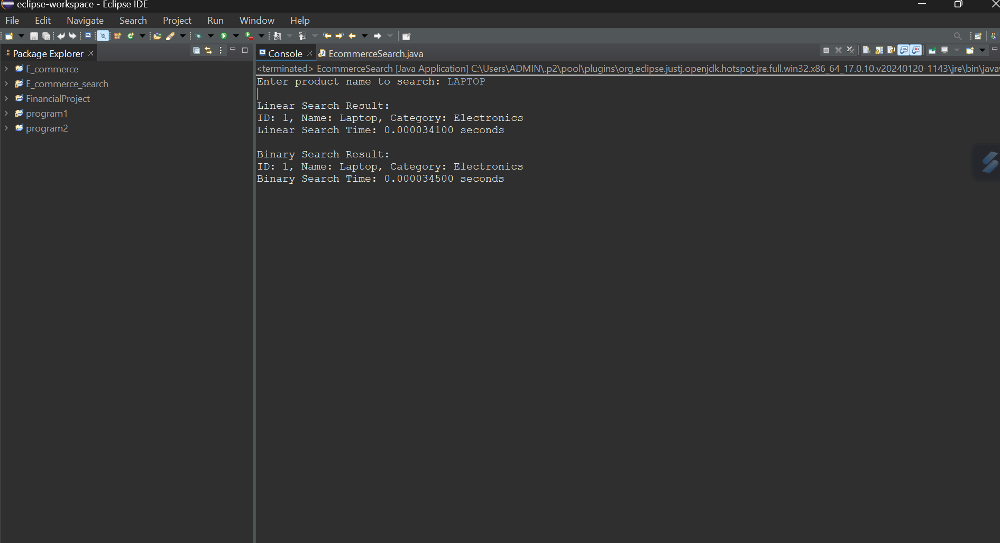 eclipse-workspace - Eclipse IDE
File Edit Navigate Search Project Run Window Help
Package Explorer
Console EcommerceSearch.java
E_commerce
E_commerce_search
FinancialProject
program1
program2
<terminated> EcommerceSearch [Java Application] C:\Users\ADMIN\.p2\pool\plugins\org.eclipse.justj.openjdk.hotspot.jre.full.win32.x86_64_17.0.10.v20240120-1143\jre\bin\java
Enter product name to search: LAPTOP
Linear Search Result:
ID: 1, Name: Laptop, Category: Electronics
Linear Search Time: 0.000034100 seconds
Binary Search Result:
ID: 1, Name: Laptop, Category: Electronics
Binary Search Time: 0.000034500 seconds